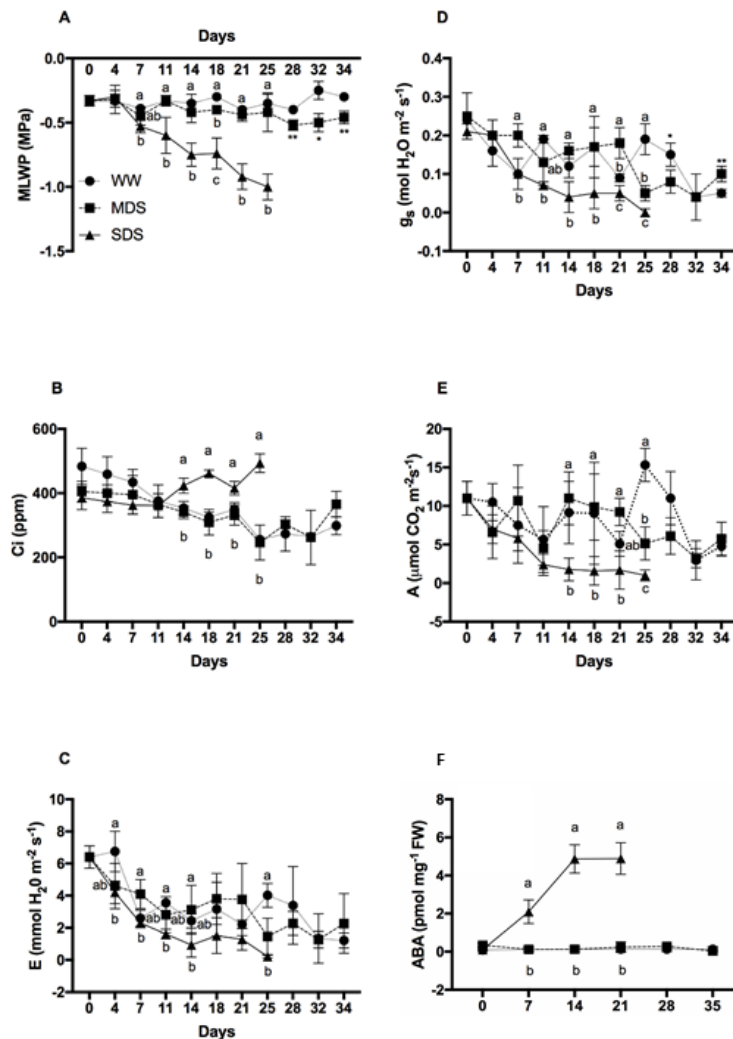 A
Days
0 4 7 11 14 18 21 25 28 32 34
0.0
-0.5
-1.0
-1.5
MLWP (MPa)
a a a a a a
ab
b b b c b b
** * **
WW
MDS
SDS
D
0.4
0.3
0.2
0.1
0.0
-0.1
gs (mol H2O m-2 s-1)
a a a a a a * **
ab b b
b b b b c c
0 4 7 11 14 18 21 25 28 32 34
Days
B
600
400
200
0
Ci (ppm)
a a a a
b b b b
0 4 7 11 14 18 21 25 28 32 34
Days
E
20
15
10
5
0
-5
A (µmol CO2 m-2s-1)
a a a a
ab b
b b b c
0 4 7 11 14 18 21 25 28 32 34
Days
C
8
6
4
2
0
-2
E (mmol H20 m-2 s-1)
a a a a a
ab ab ab ab
b b b b b
0 4 7 11 14 18 21 25 28 32 34
Days
F
8
6
4
2
0
-2
ABA (pmol mg-1 FW)
a a a
b b b
0 7 14 21 28 35